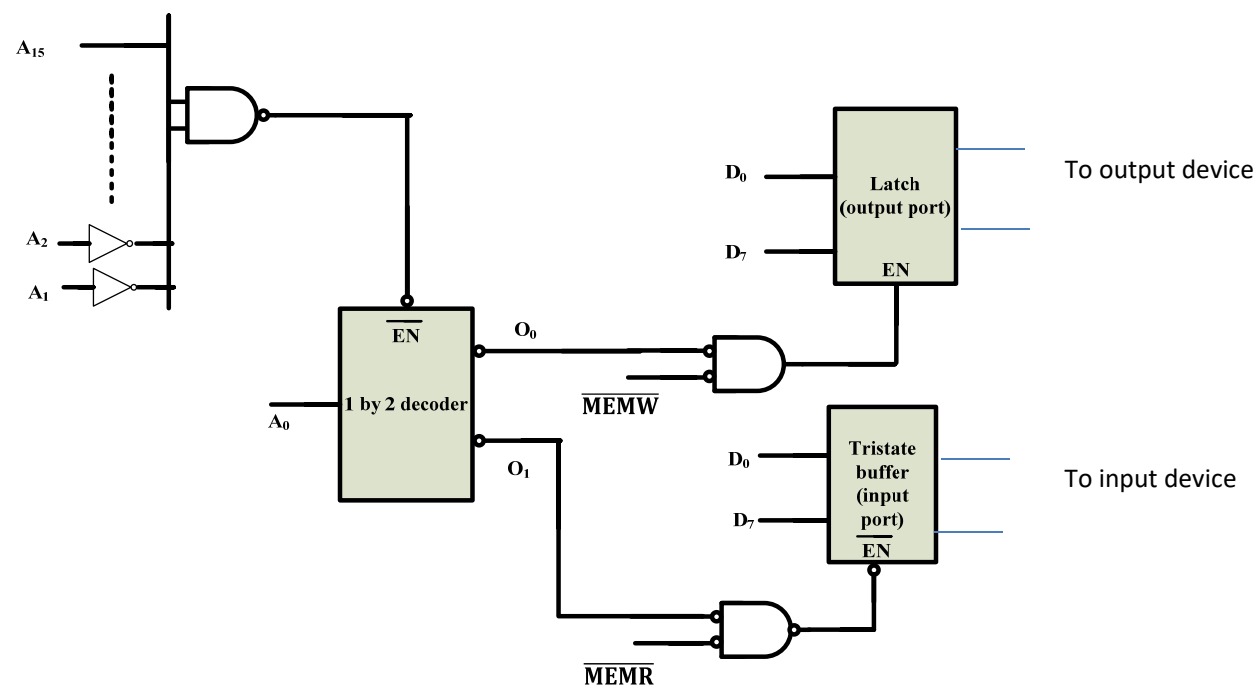 A₁₅
A₂
A₁
A₀
EN
1 by 2 decoder
O₀
O₁
MEMW
MEMR
D₀
D₇
Latch
(output port)
EN
To output device
D₀
D₇
Tristate
buffer
(input
port)
EN
To input device